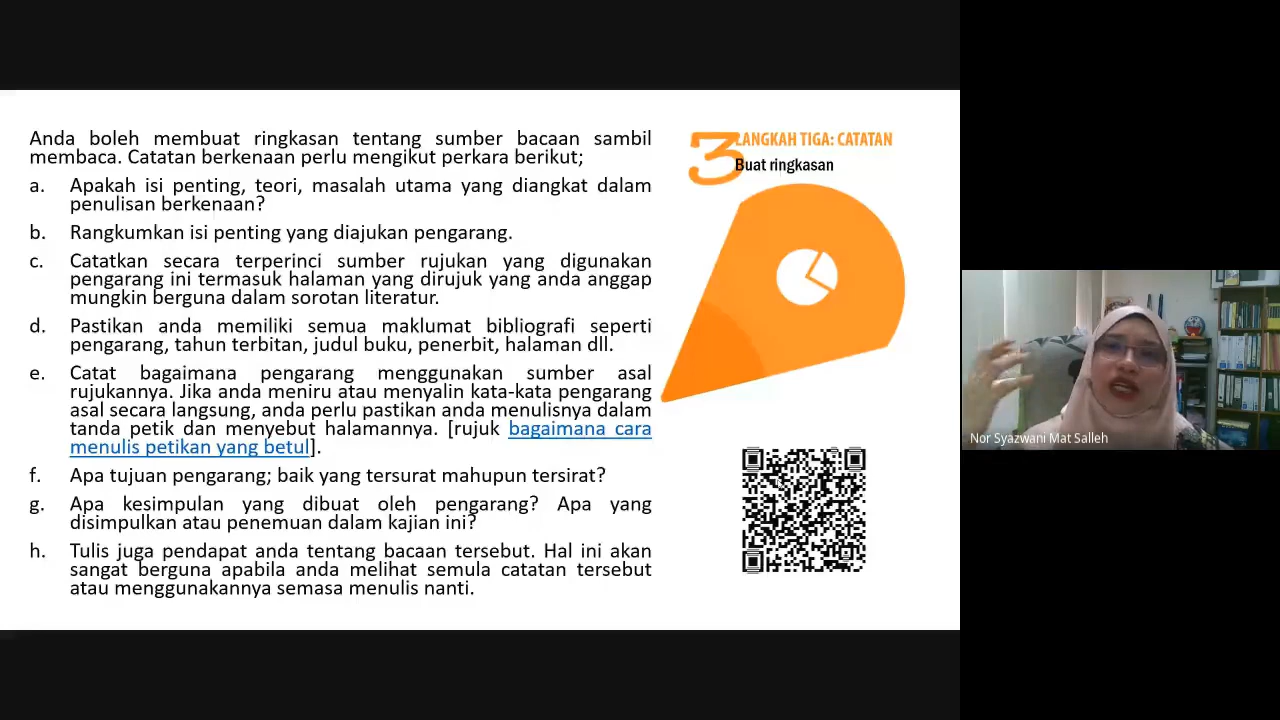 Anda boleh membuat ringkasan tentang sumber bacaan sambil
membaca. Catatan berkenaan perlu mengikut perkara berikut;
a. Apakah isi penting, teori, masalah utama yang diangkat dalam
penulisan berkenaan?
b. Rangkumkan isi penting yang diajukan pengarang.
c. Catatkan secara terperinci sumber rujukan yang digunakan
pengarang ini termasuk halaman yang dirujuk yang anda anggap
mungkin berguna dalam sorotan literatur.
d. Pastikan anda memiliki semua maklumat bibliografi seperti
pengarang, tahun terbitan, judul buku, penerbit, halaman dll.
e. Catat bagaimana pengarang menggunakan sumber asal
rujukannya. Jika anda meniru atau menyalin kata-kata pengarang
asal secara langsung, anda perlu pastikan anda menulisnya dalam
tanda petik dan menyebut halamannya. [rujuk bagaimana cara
menulis petikan yang betul].
f. Apa tujuan pengarang; baik yang tersurat mahupun tersirat?
g. Apa kesimpulan yang dibuat oleh pengarang? Apa yang
disimpulkan atau penemuan dalam kajian ini?
h. Tulis juga pendapat anda tentang bacaan tersebut. Hal ini akan
sangat berguna apabila anda melihat semula catatan tersebut
atau menggunakannya semasa menulis nanti.
3
LANGKAH TIGA: CATATAN
Buat ringkasan
Nor Syazwani Mat Salleh